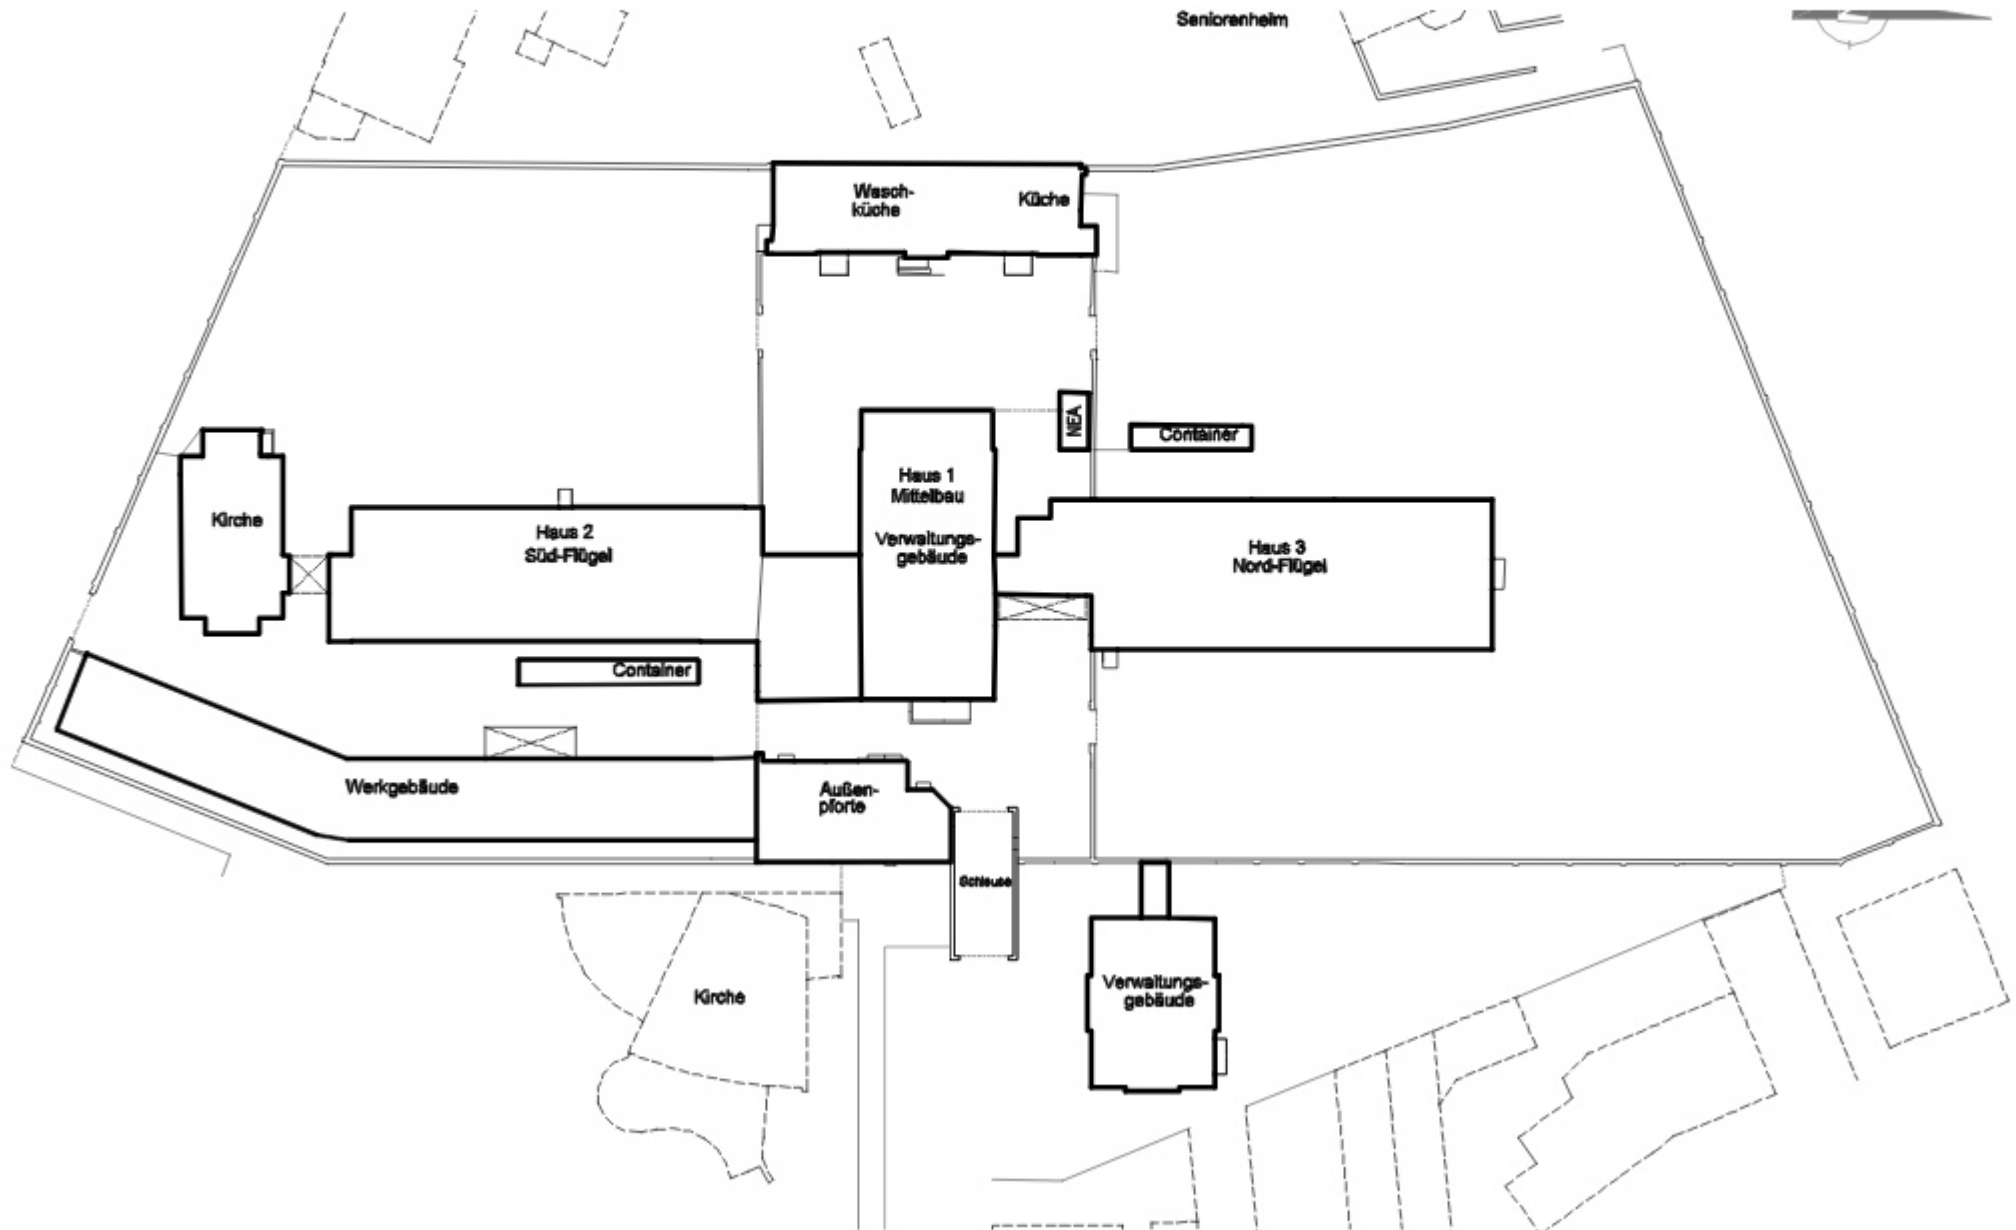 Seniorenheim
Wasch-
küche
Küche
NEA
Container
Haus 1
Mittelbau
Verwaltungs-
gebäude
Kirche
Haus 2
Süd-Flügel
Haus 3
Nord-Flügel
Container
Werkgebäude
Außen-
pforte
Schleuse
Kirche
Verwaltungs-
gebäude